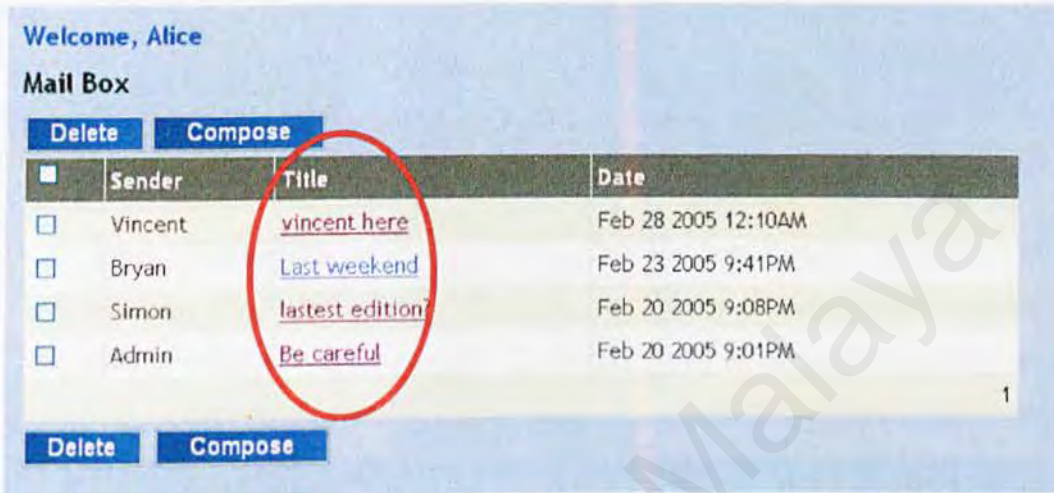 Welcome, Alice
Mail Box
Delete Compose
Sender Title Date
Vincent vincent here Feb 28 2005 12:10AM
Bryan Last weekend Feb 23 2005 9:41PM
Simon lastest edition? Feb 20 2005 9:08PM
Admin Be careful Feb 20 2005 9:01PM
1
Delete Compose
Malaya